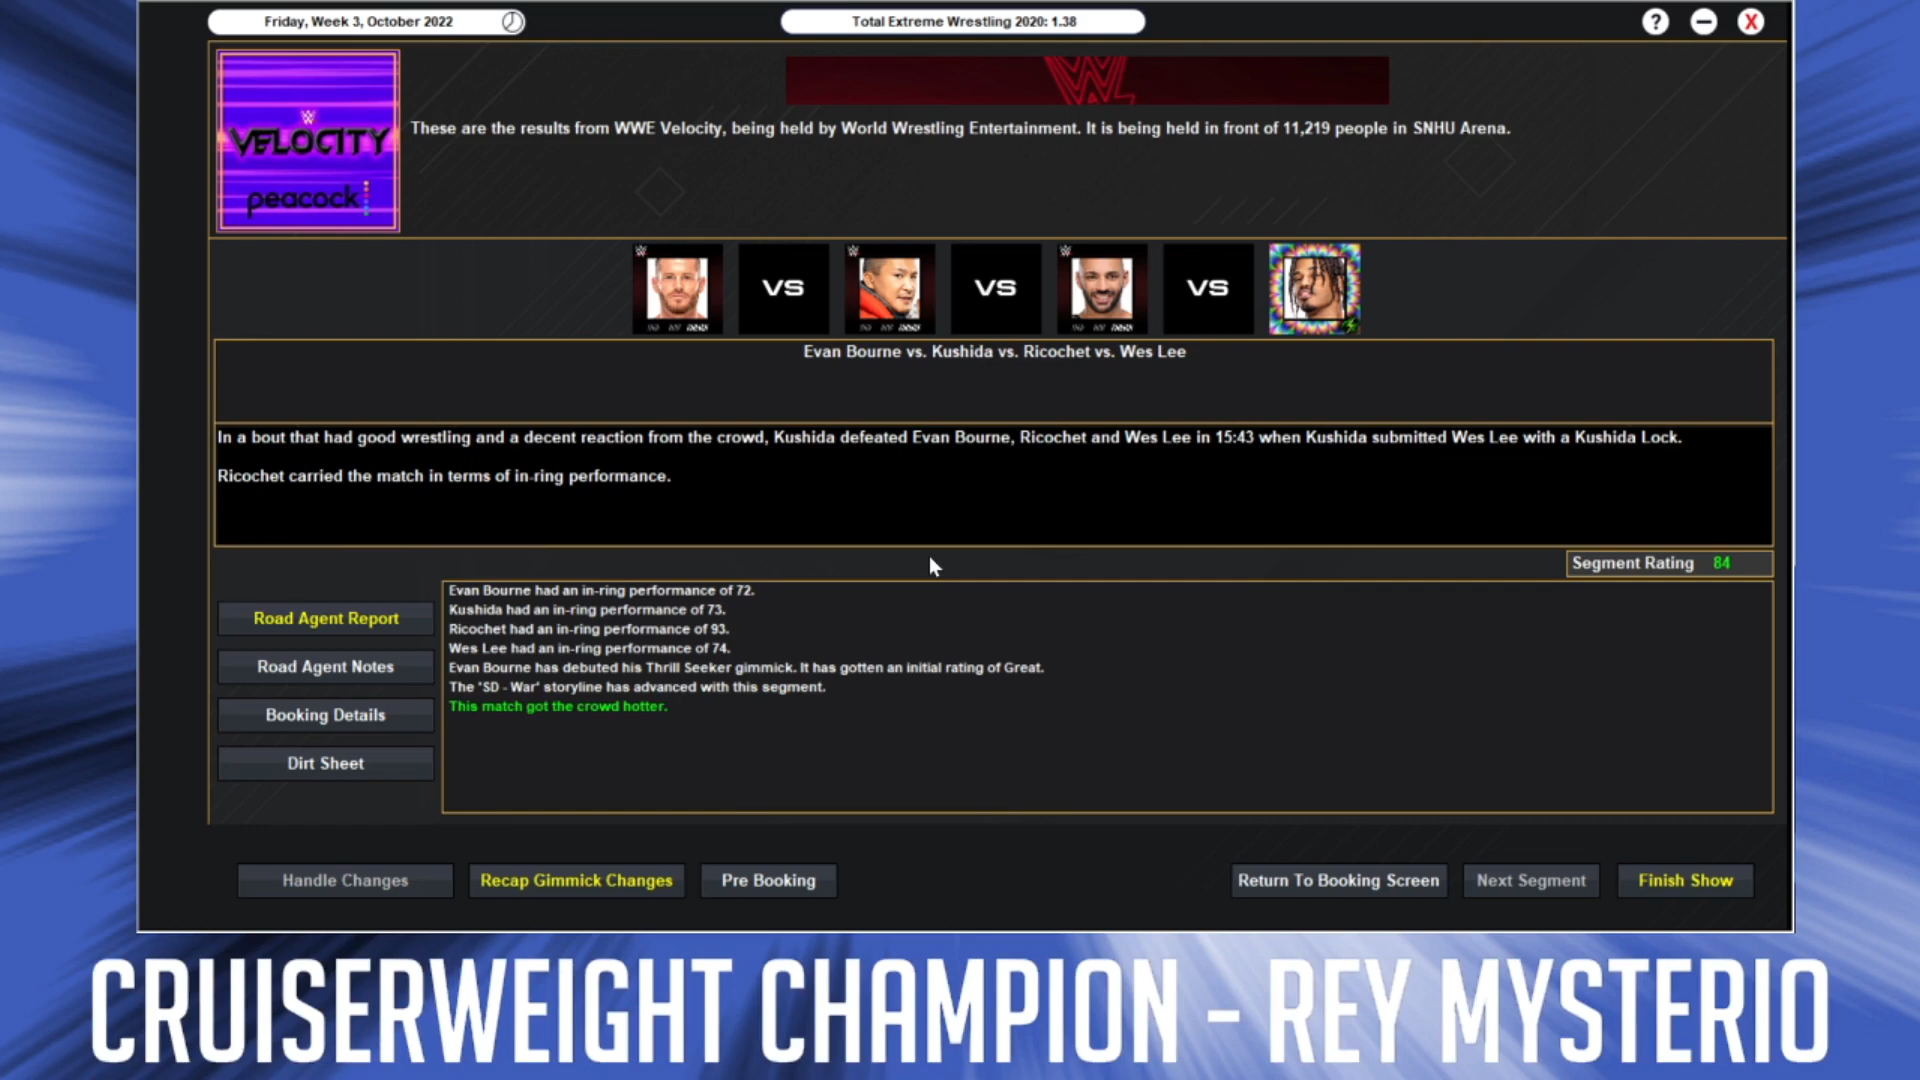 Friday, Week 3, October 2022
Total Extreme Wrestling 2020: 1.38
?
X
W
VELOCITY
peacock
These are the results from WWE Velocity, being held by World Wrestling Entertainment. It is being held in front of 11,219 people in SNHU Arena.
VS
VS
VS
Evan Bourne vs. Kushida vs. Ricochet vs. Wes Lee
In a bout that had good wrestling and a decent reaction from the crowd, Kushida defeated Evan Bourne, Ricochet and Wes Lee in 15:43 when Kushida submitted Wes Lee with a Kushida Lock.
Ricochet carried the match in terms of in-ring performance.
Segment Rating 84
Road Agent Report
Road Agent Notes
Booking Details
Dirt Sheet
Evan Bourne had an in-ring performance of 72.
Kushida had an in-ring performance of 73.
Ricochet had an in-ring performance of 93.
Wes Lee had an in-ring performance of 74.
Evan Bourne has debuted his Thrill Seeker gimmick. It has gotten an initial rating of Great.
The 'SD - War' storyline has advanced with this segment.
This match got the crowd hotter.
Handle Changes
Recap Gimmick Changes
Pre Booking
Return To Booking Screen
Next Segment
Finish Show
CRUISERWEIGHT CHAMPION - REY MYSTERIO